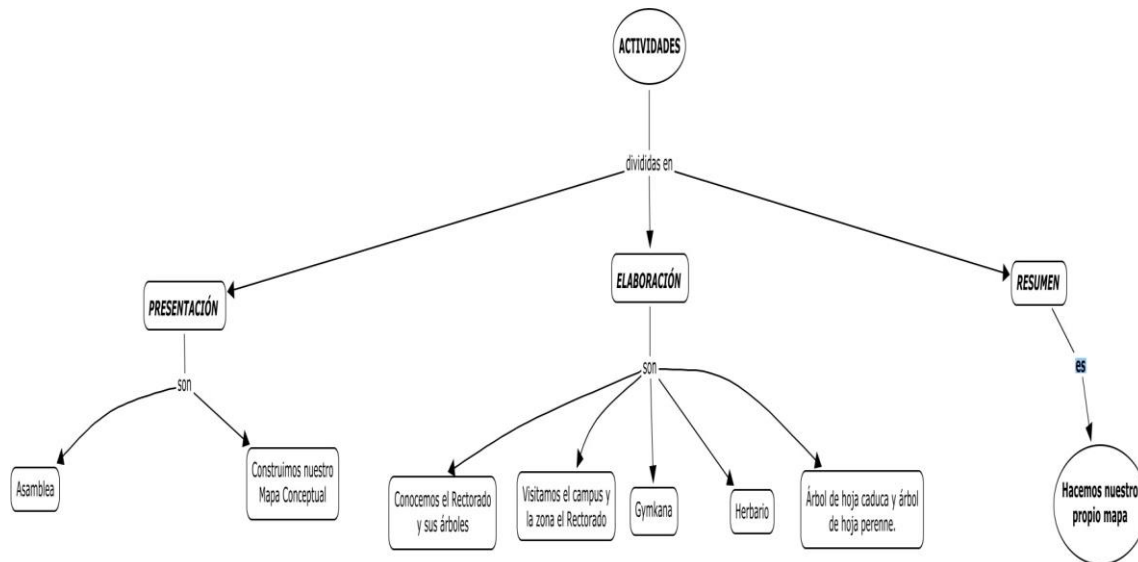 ACTIVIDADES
divididas en
PRESENTACIÓN
ELABORACIÓN
RESUMEN
son
son
es
Asamblea
Construimos nuestro
Mapa Conceptual
Conocemos el Rectorado
y sus árboles
Visitamos el campus y
la zona el Rectorado
Gymkana
Herbario
Árbol de hoja caduca y árbol
de hoja perenne.
Hacemos nuestro
propio mapa